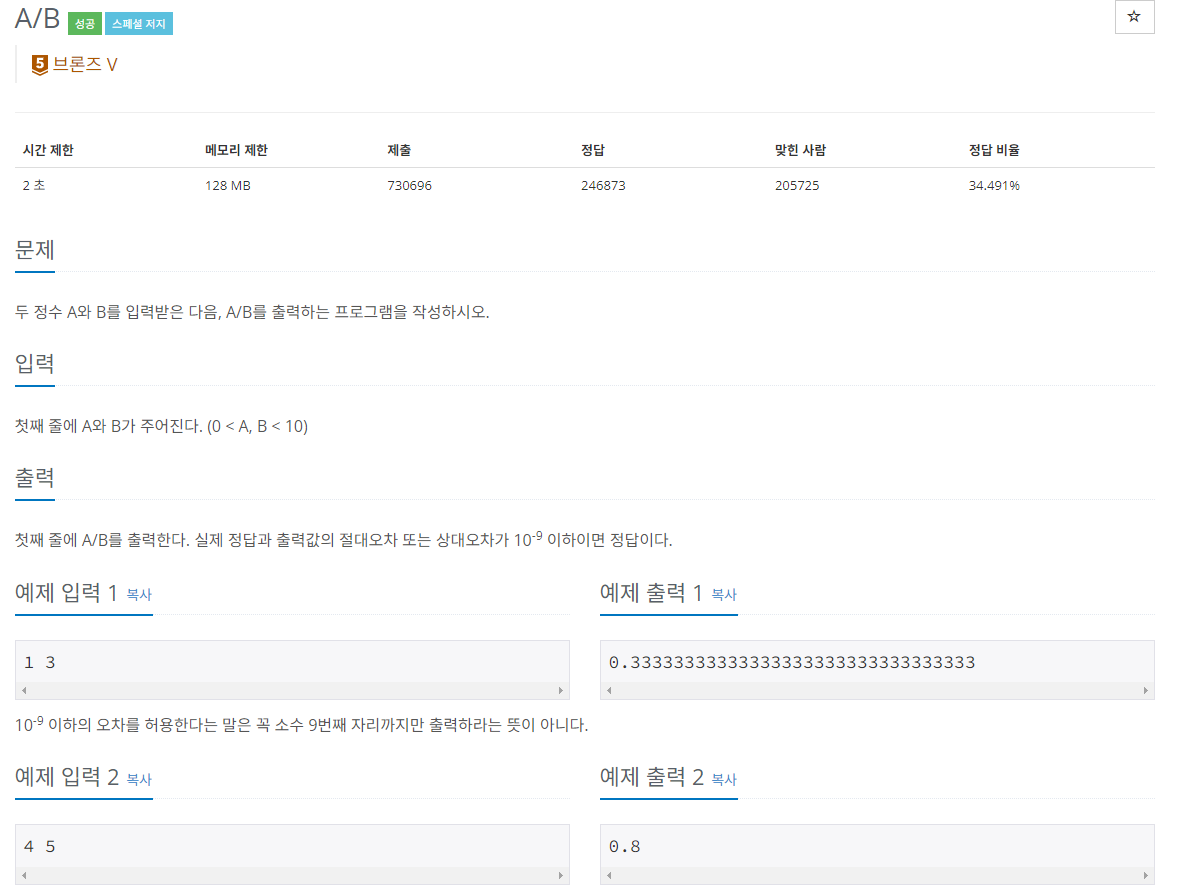 A/B 성공 스페셜 저지
☆
5 브론즈 V
시간 제한 메모리 제한 제출 정답 맞힌 사람 정답 비율
2 초 128 MB 730696 246873 205725 34.491%
문제
두 정수 A와 B를 입력받은 다음, A/B를 출력하는 프로그램을 작성하시오.
입력
첫째 줄에 A와 B가 주어진다. (0 < A, B < 10)
출력
첫째 줄에 A/B를 출력한다. 실제 정답과 출력값의 절대오차 또는 상대오차가 10⁻⁹ 이하이면 정답이다.
예제 입력 1 복사
1 3
예제 출력 1 복사
0.33333333333333333333333333333333
10⁻⁹ 이하의 오차를 허용한다는 말은 꼭 소수 9번째 자리까지만 출력하라는 뜻이 아니다.
예제 입력 2 복사
4 5
예제 출력 2 복사
0.8